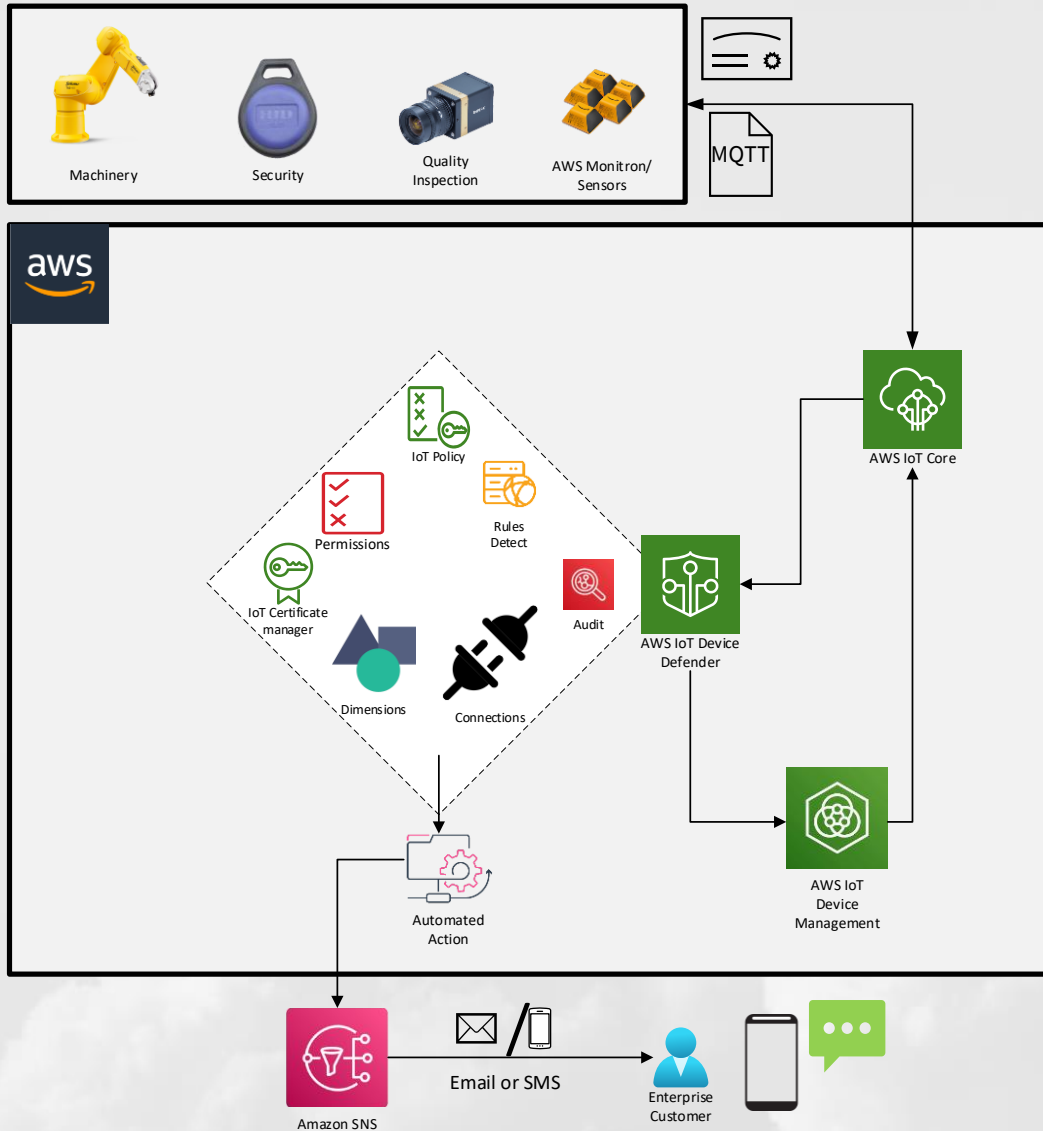 Machinery
Security
Quality
Inspection
AWS Monitron/
Sensors
MQTT
aws
AWS IoT Core
IoT Policy
Rules
Detect
Permissions
IoT Certificate
manager
Audit
AWS IoT Device
Defender
Dimensions
Connections
AWS IoT
Device
Management
Automated
Action
Email or SMS
Enterprise
Customer
Amazon SNS